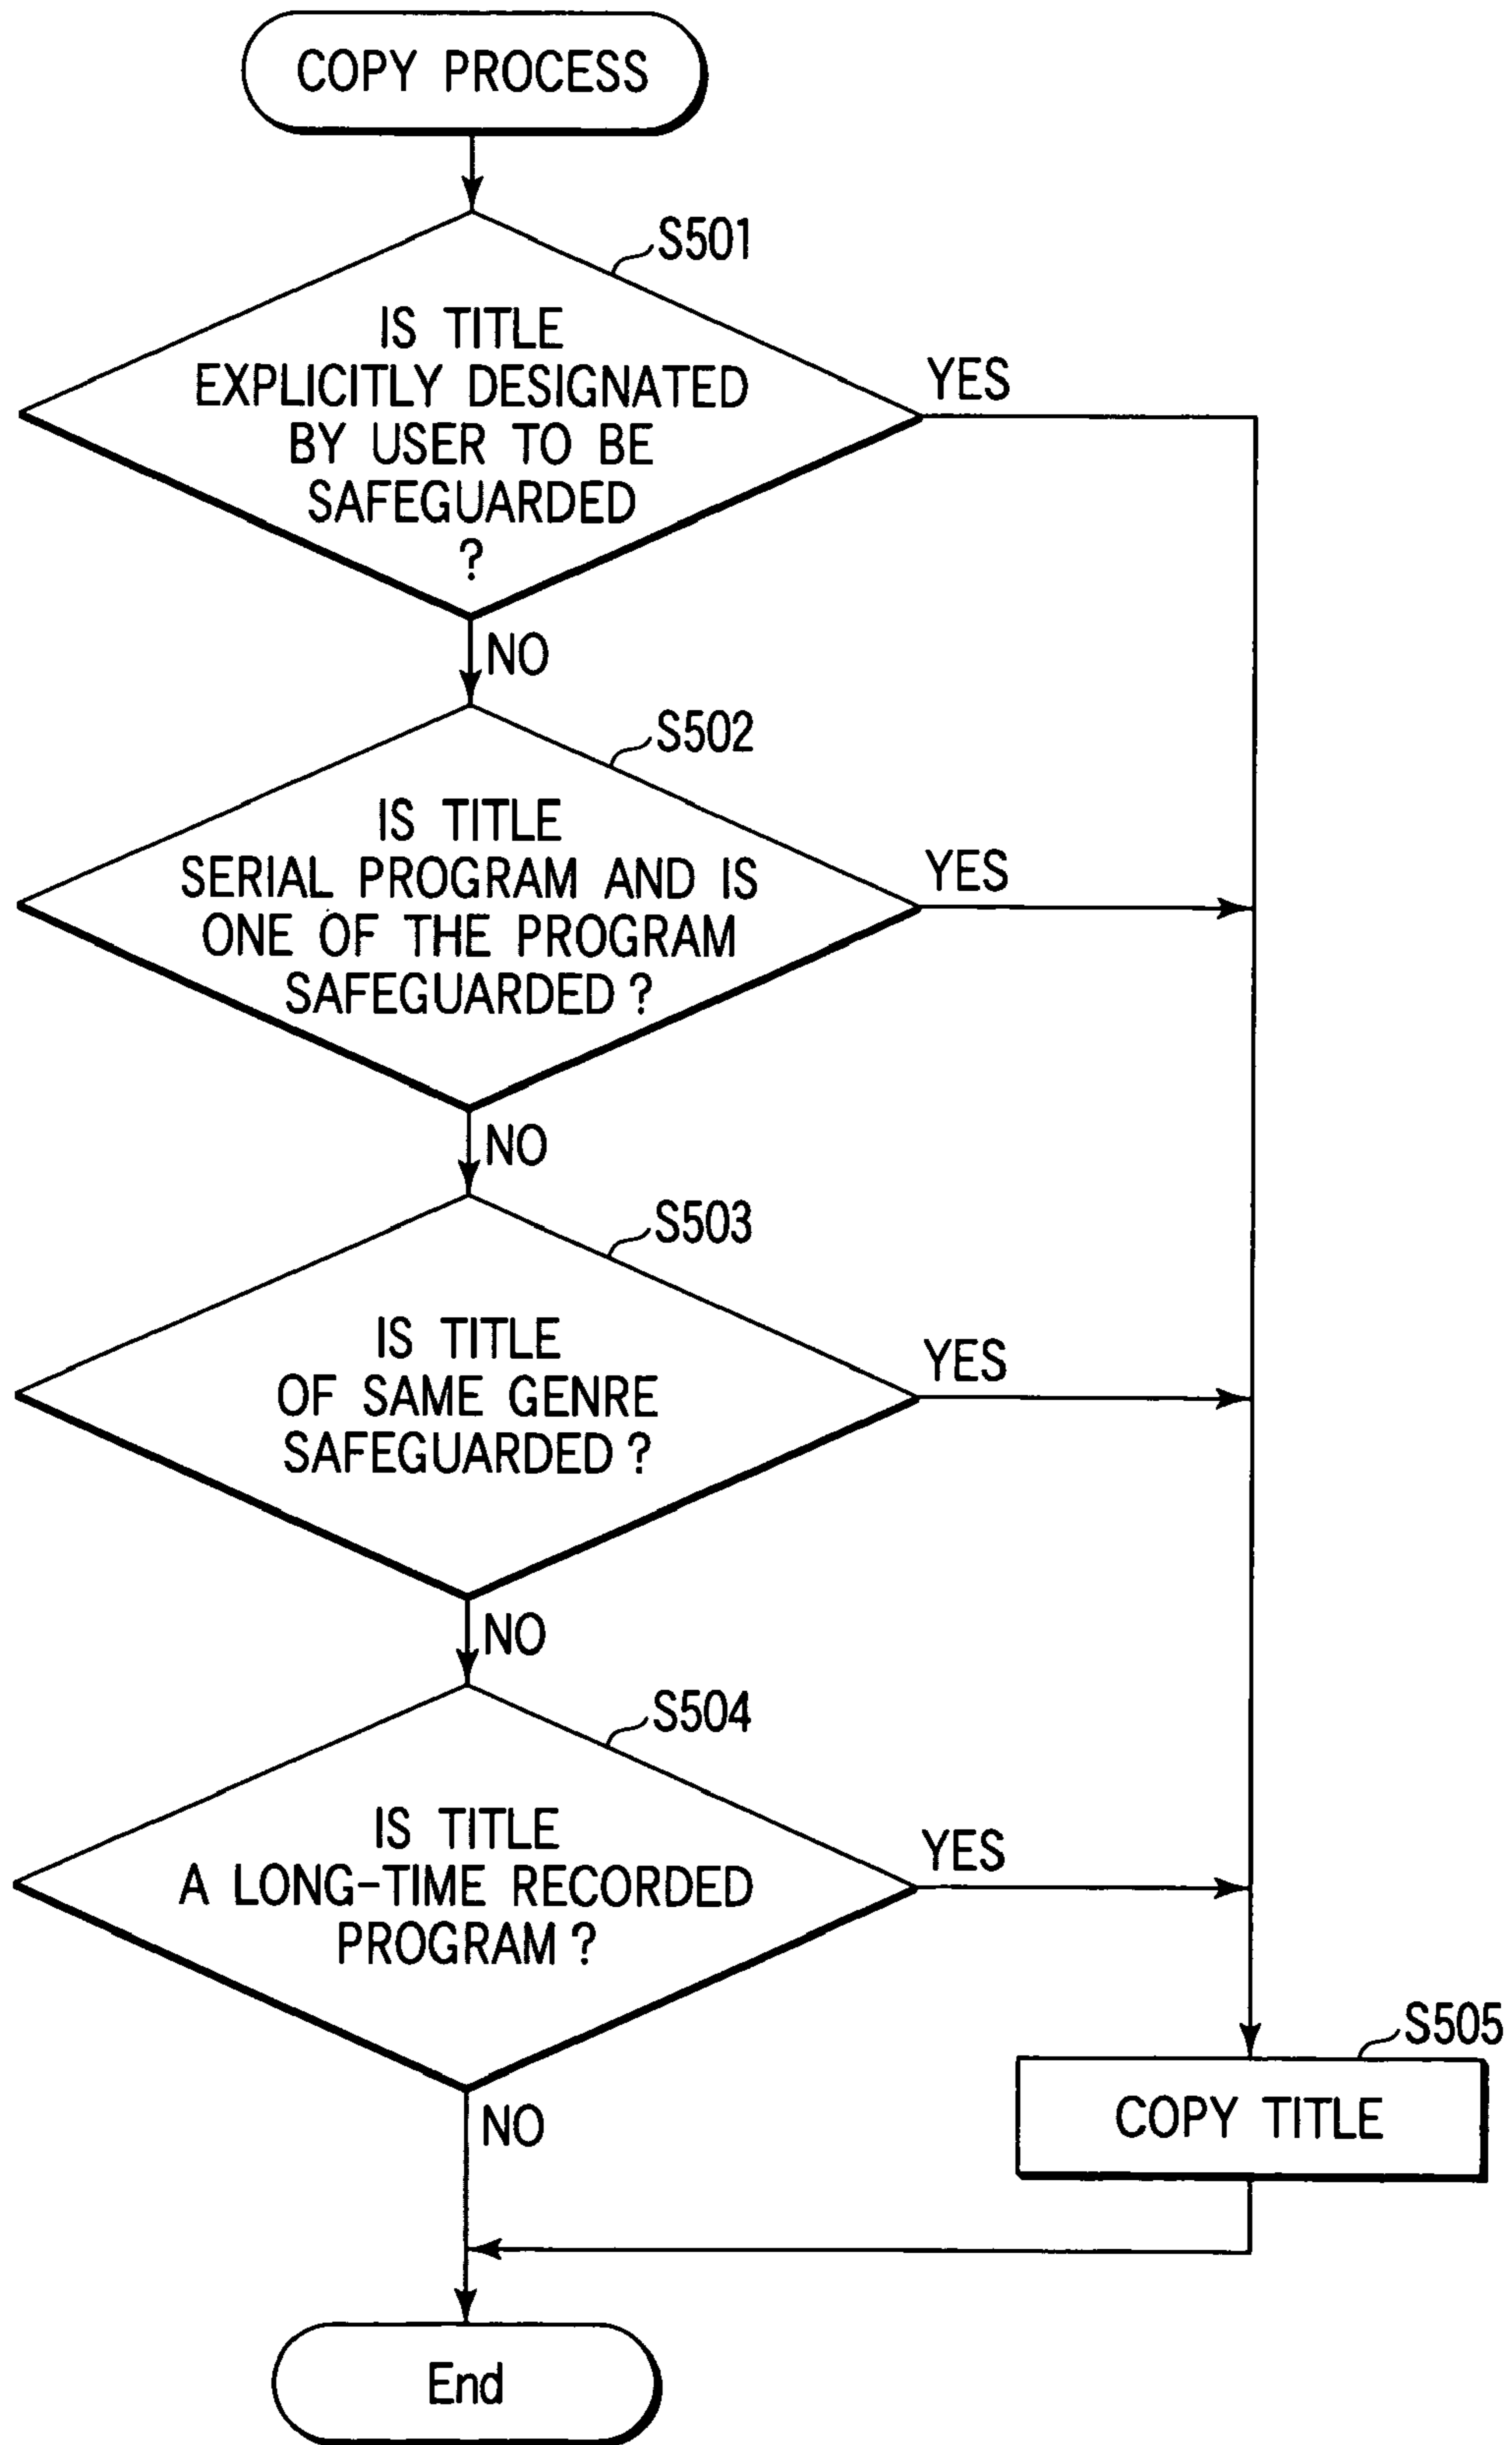 COPY PROCESS
S501
IS TITLE
EXPLICITLY DESIGNATED
BY USER TO BE
SAFEGUARDED
?
YES
NO
S502
IS TITLE
SERIAL PROGRAM AND IS
ONE OF THE PROGRAM
SAFEGUARDED ?
YES
NO
S503
IS TITLE
OF SAME GENRE
SAFEGUARDED ?
YES
NO
S504
IS TITLE
A LONG-TIME RECORDED
PROGRAM ?
YES
NO
S505
COPY TITLE
End